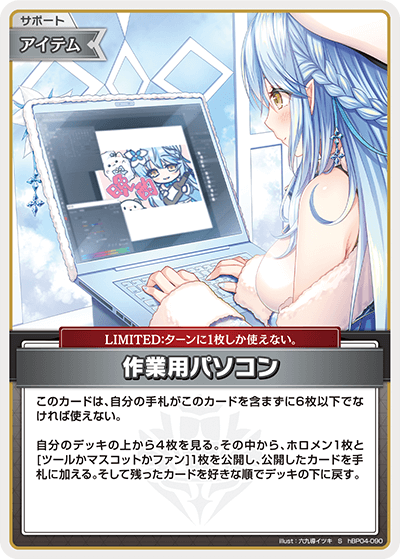 サポート
アイテム
LIMITED:ターンに1枚しか使えない。
作業用パソコン
このカードは、自分の手札がこのカードを含まずに6枚以下でな
ければ使えない。
自分のデッキの上から4枚を見る。その中から、ホロメン1枚と
[ツールかマスコットかファン]1枚を公開し、公開したカードを手
札に加える。そして残ったカードを好きな順でデッキの下に戻す。
illust:六九導イツキ S hBP04-090